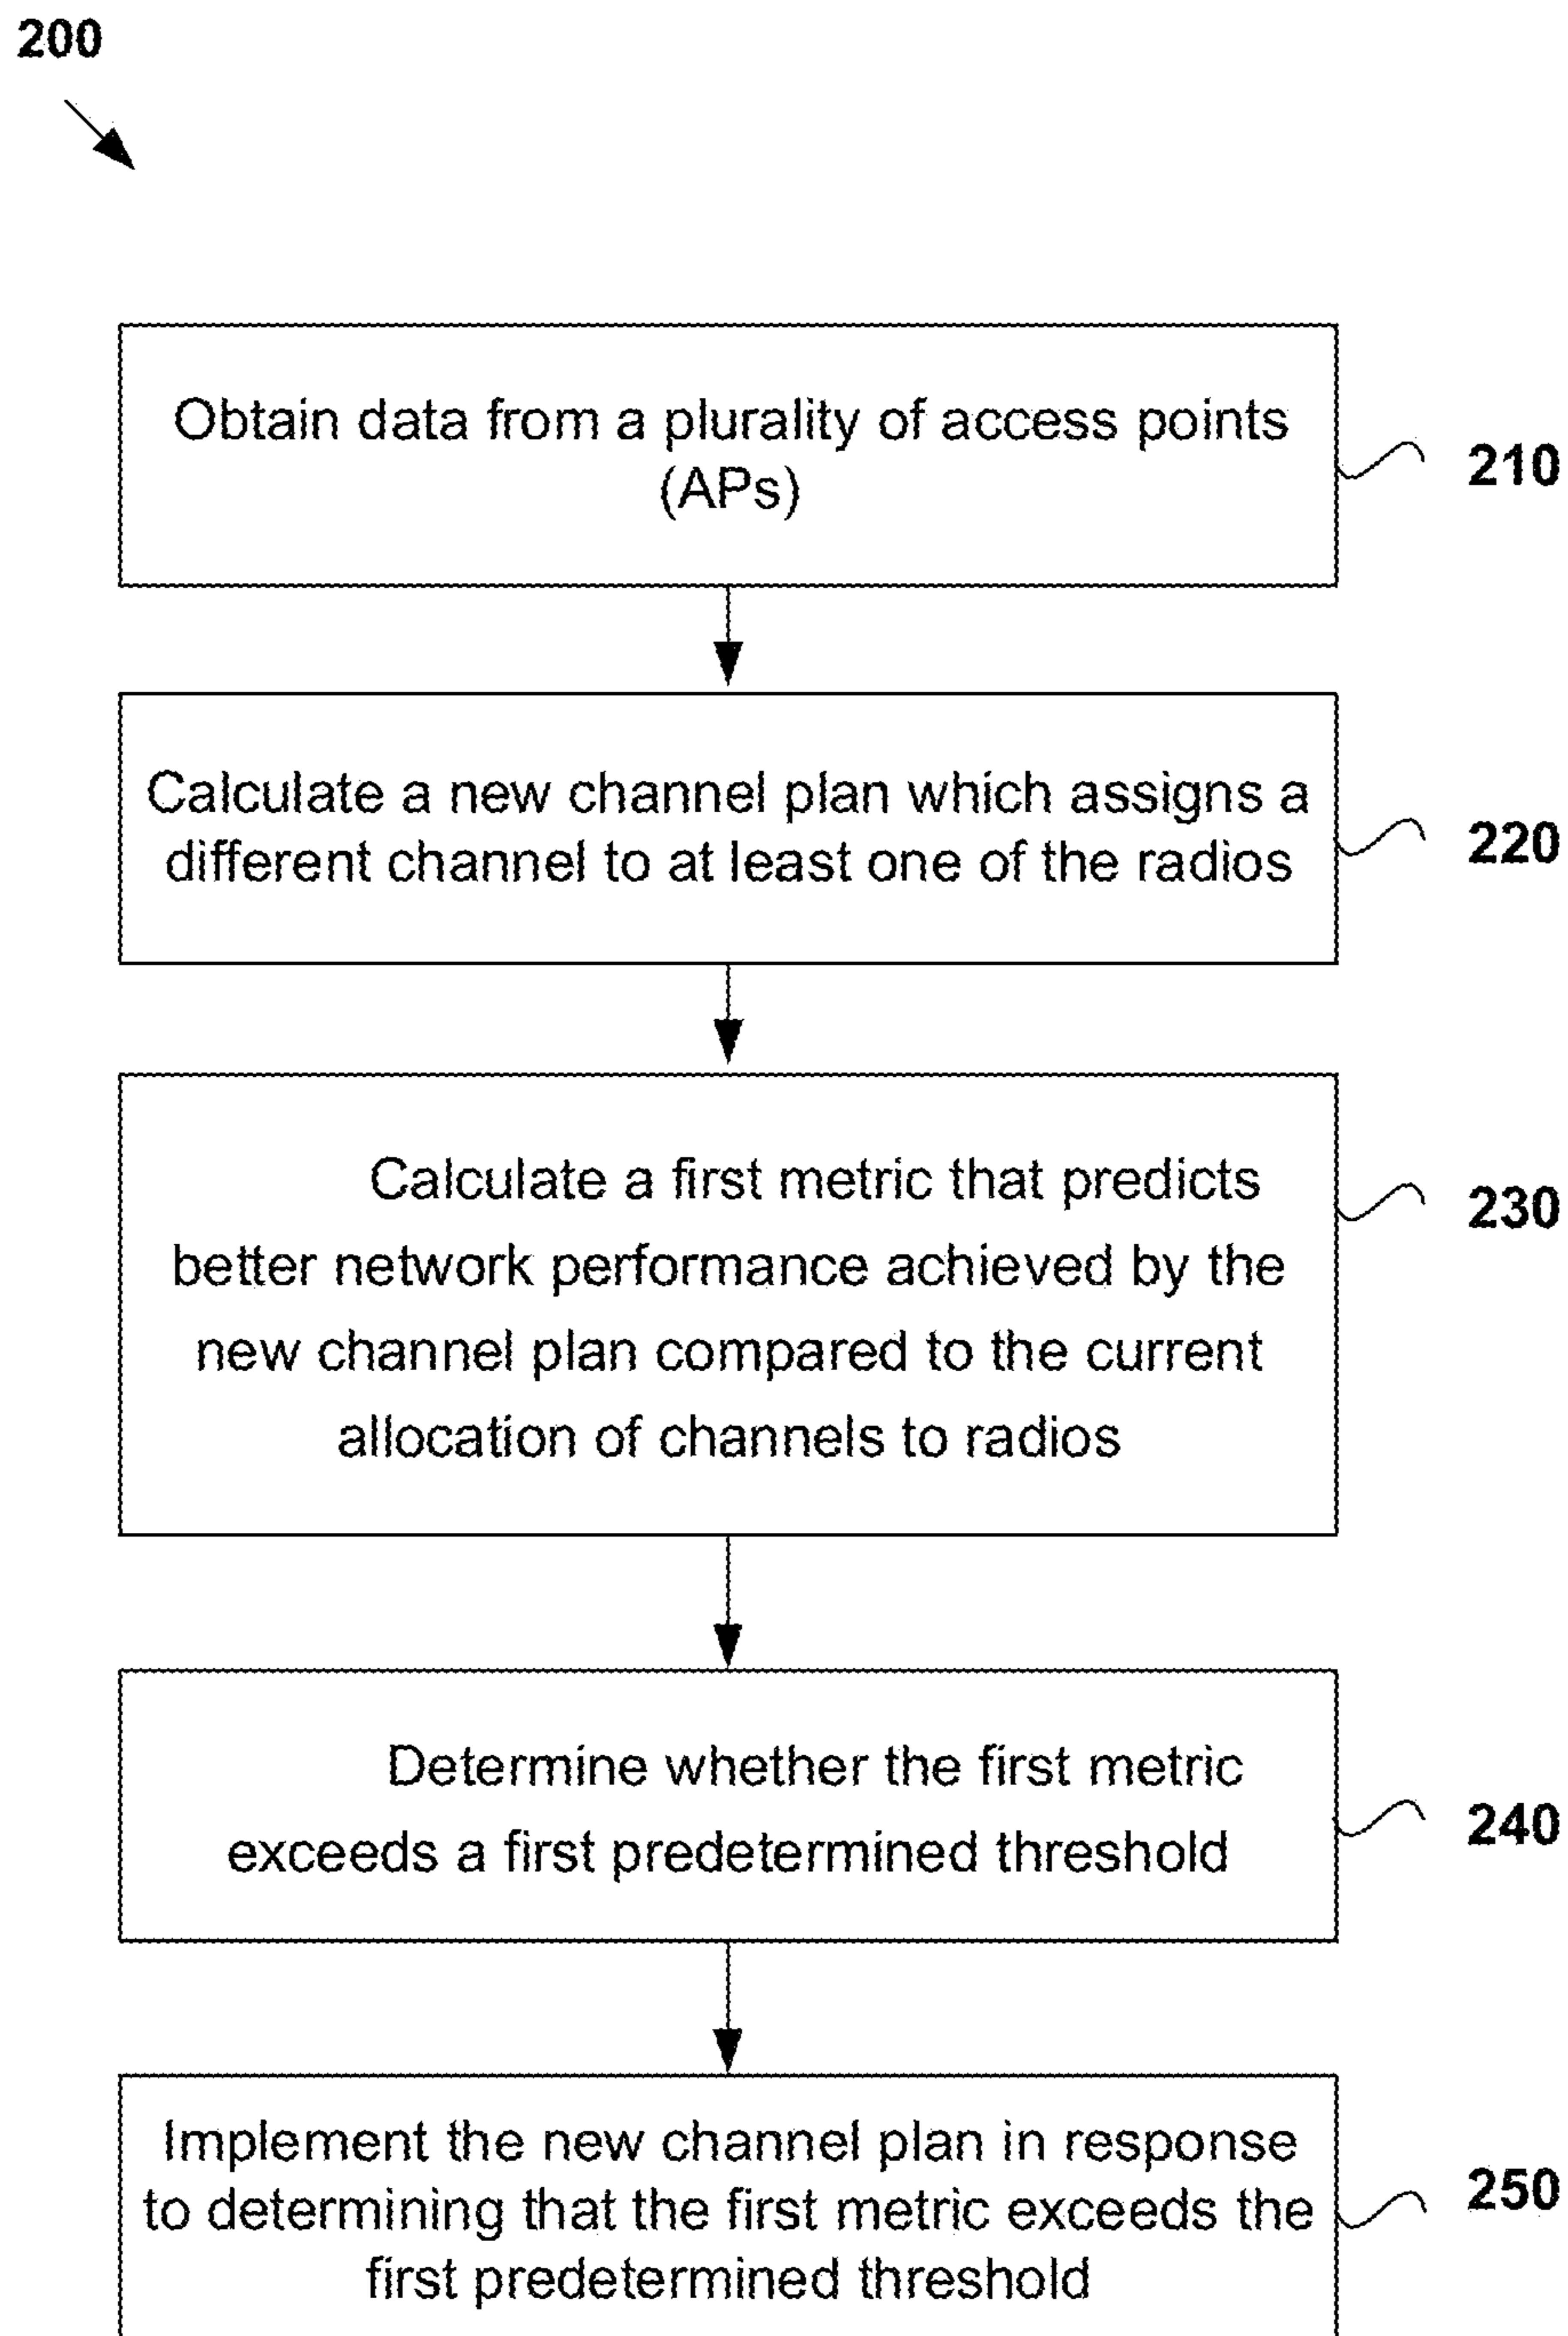 200
Obtain data from a plurality of access points
(APs)
210
Calculate a new channel plan which assigns a
different channel to at least one of the radios
220
Calculate a first metric that predicts
better network performance achieved by the
new channel plan compared to the current
allocation of channels to radios
230
Determine whether the first metric
exceeds a first predetermined threshold
240
Implement the new channel plan in response
to determining that the first metric exceeds the
first predetermined threshold
250